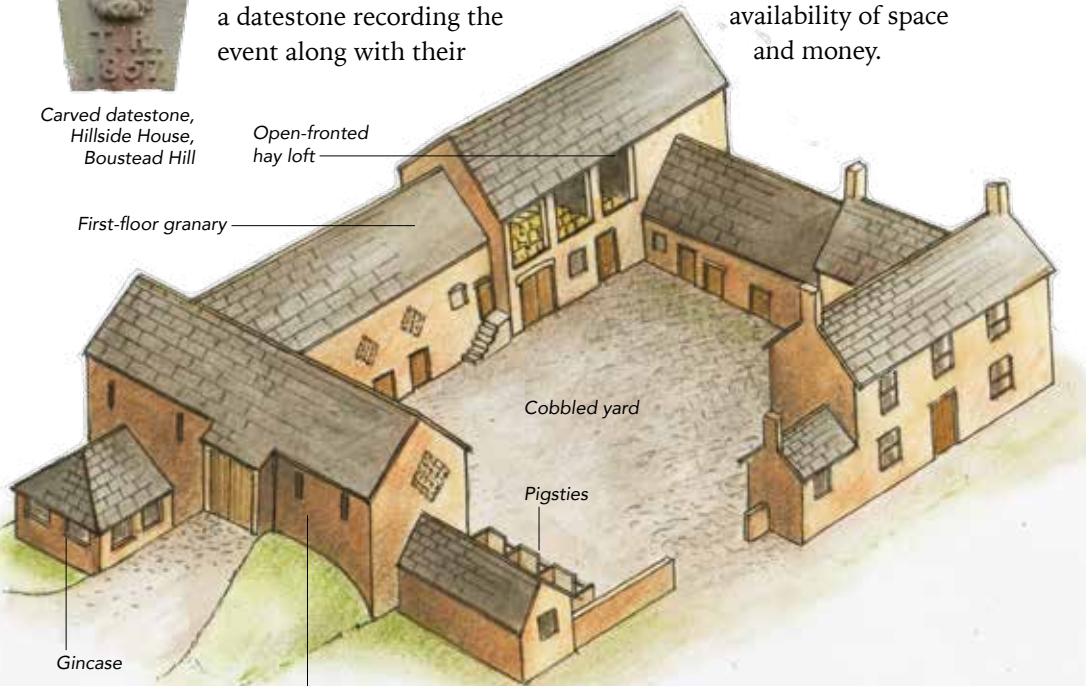 a datestone recording the
event along with their
availability of space
and money.
T. R.
1857
Carved datestone,
Hillside House,
Boustead Hill
Open-fronted
hay loft
First-floor granary
Cobbled yard
Pigsties
Gincase